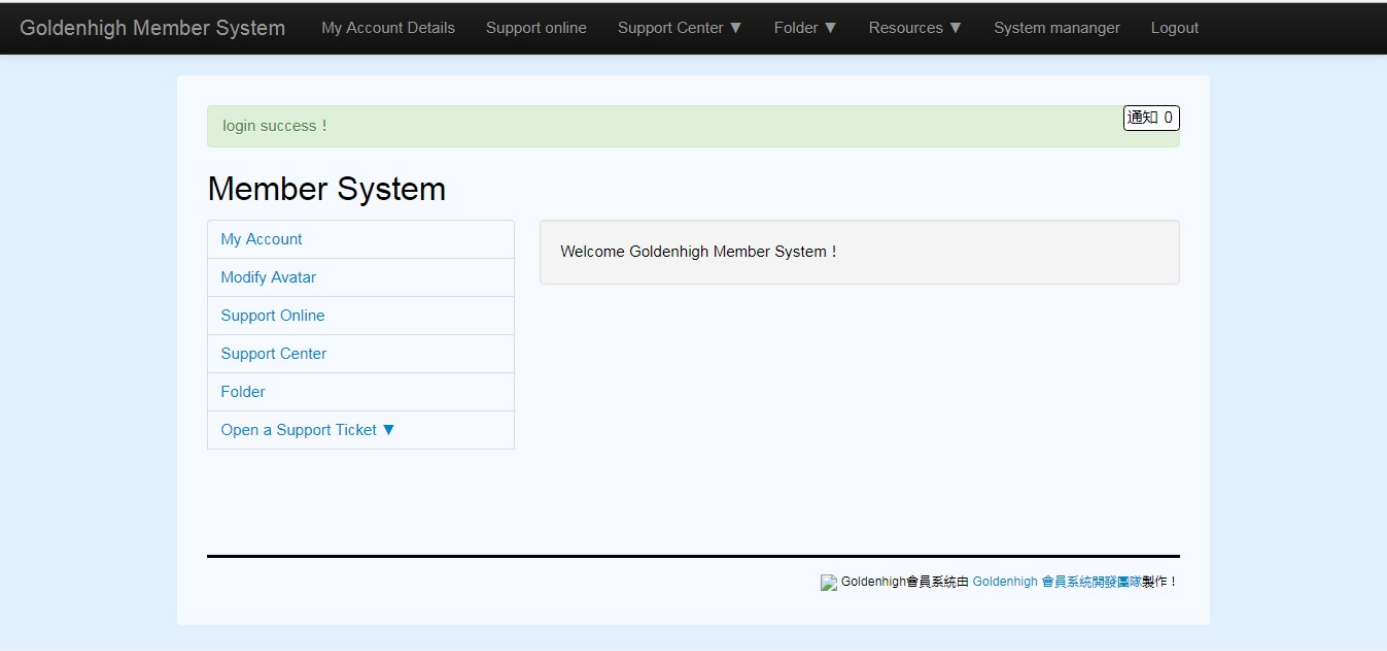 Goldenhigh Member System My Account Details Support online Support Center ▼ Folder ▼ Resources ▼ System mananger Logout
login success !
通知 0
Member System
My Account
Modify Avatar
Support Online
Support Center
Folder
Open a Support Ticket ▼
Welcome Goldenhigh Member System !
Goldenhigh會員系統由 Goldenhigh 會員系統開發團隊製作！